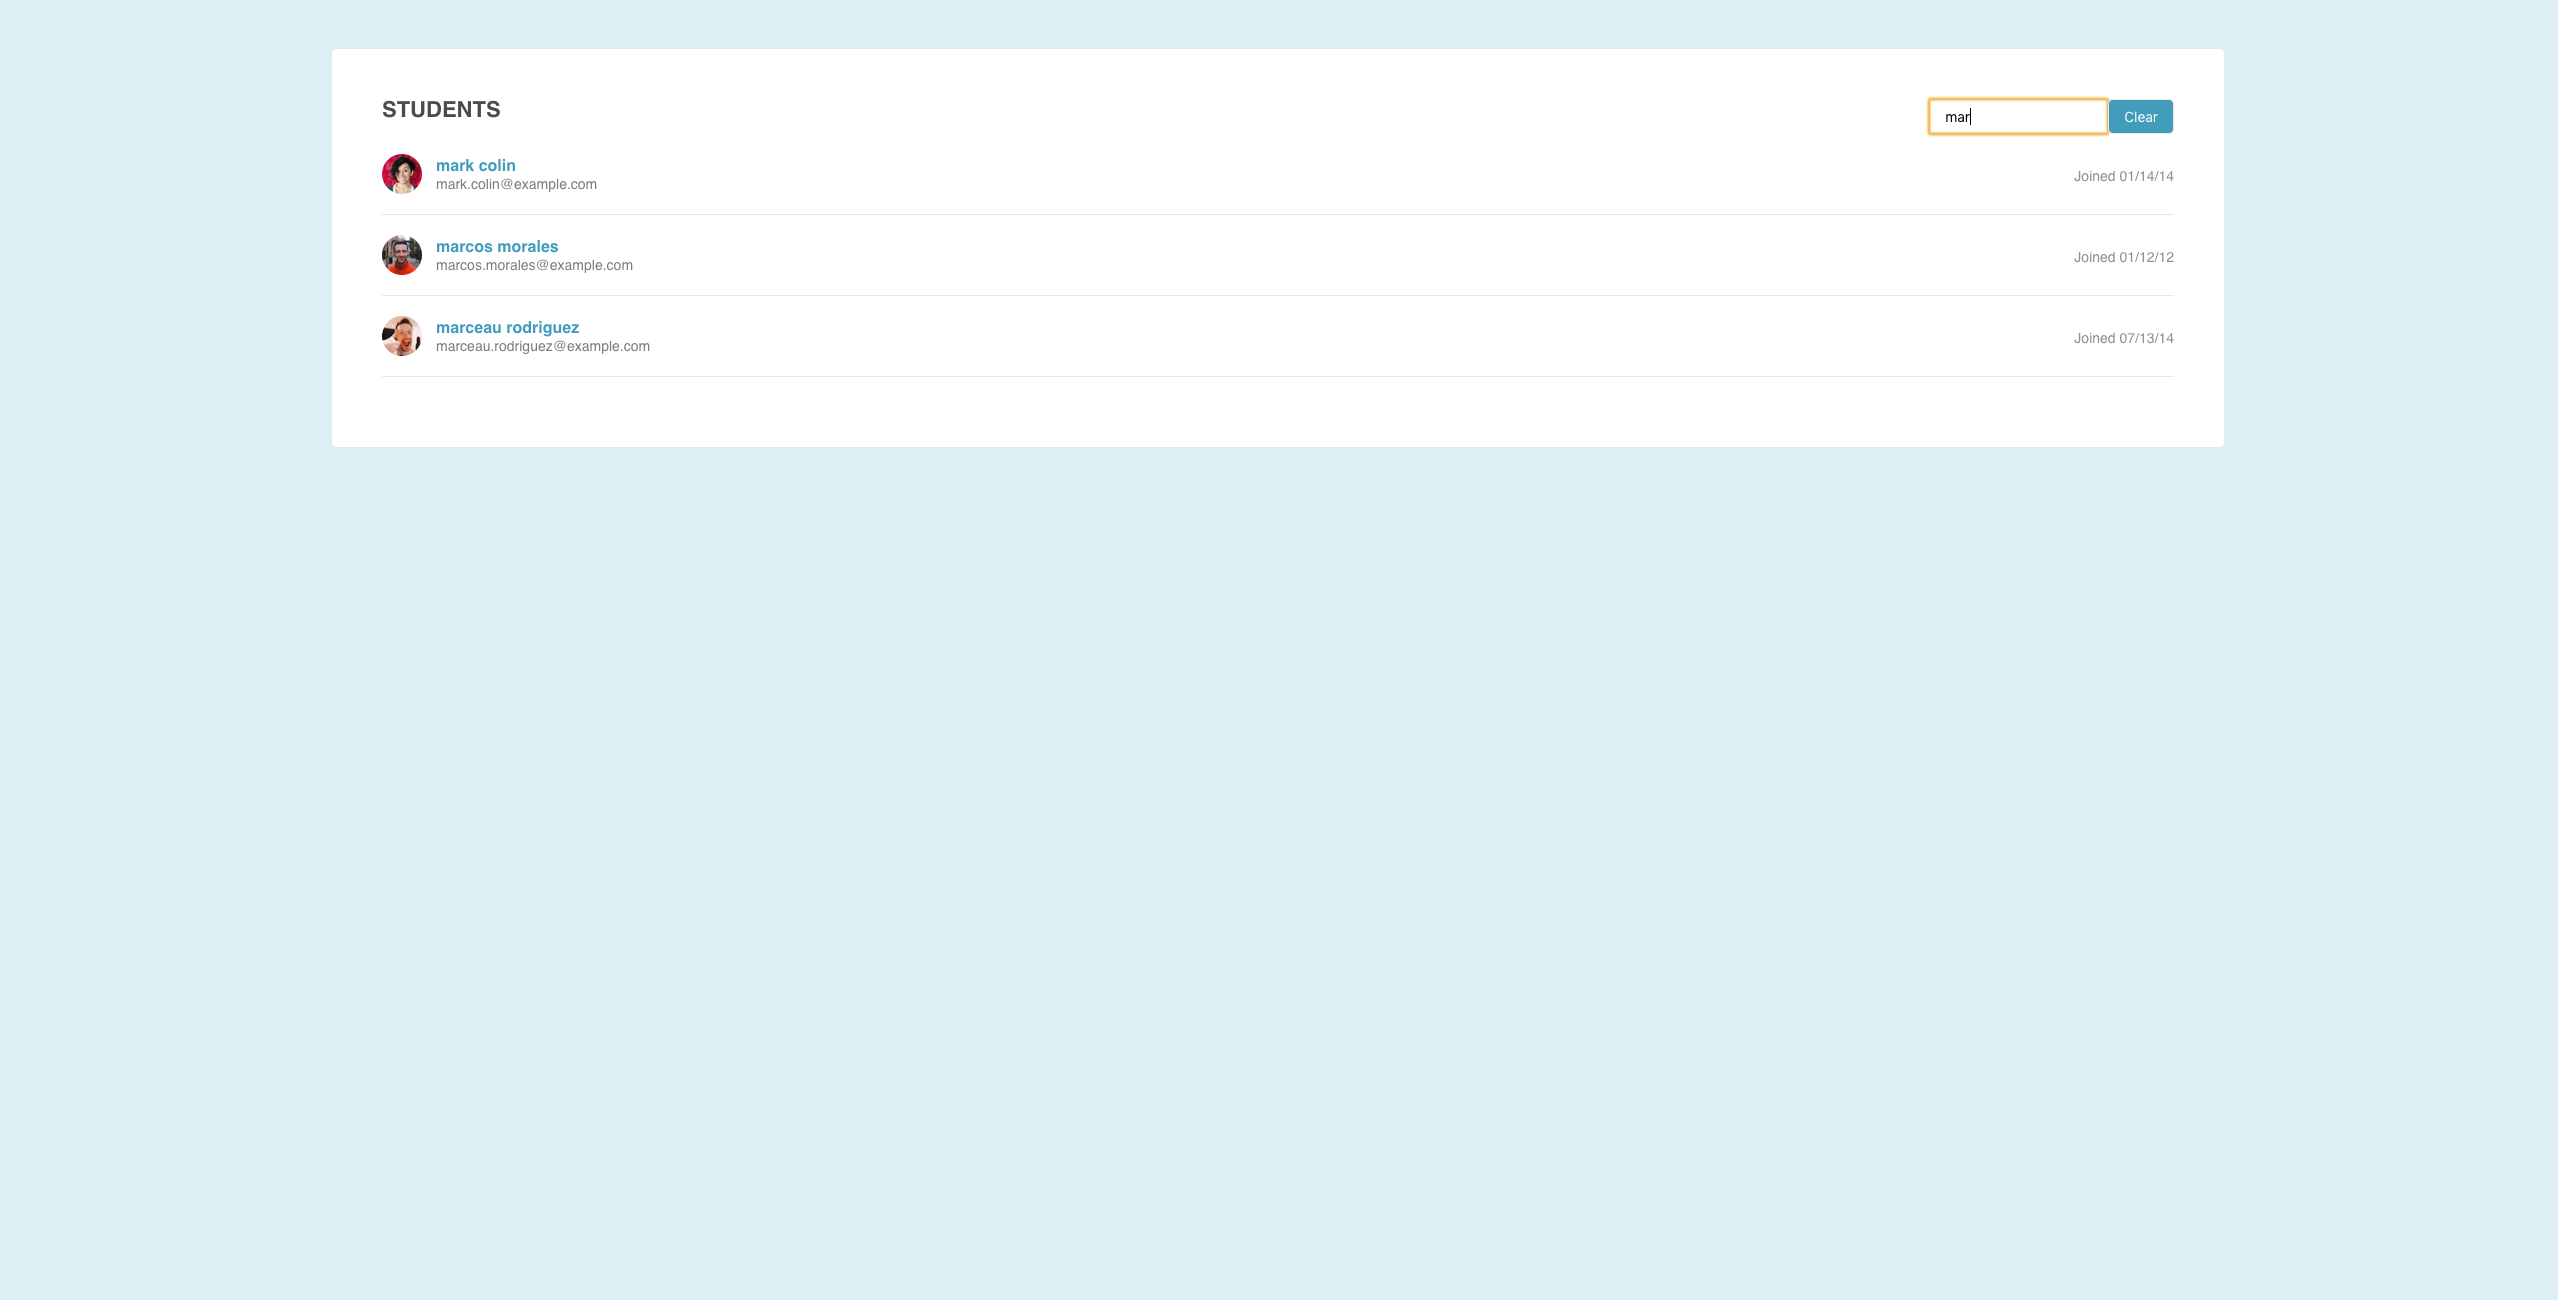 STUDENTS
mar
Clear
mark colin
mark.colin@example.com
Joined 01/14/14
marcos morales
marcos.morales@example.com
Joined 01/12/12
marceau rodriguez
marceau.rodriguez@example.com
Joined 07/13/14